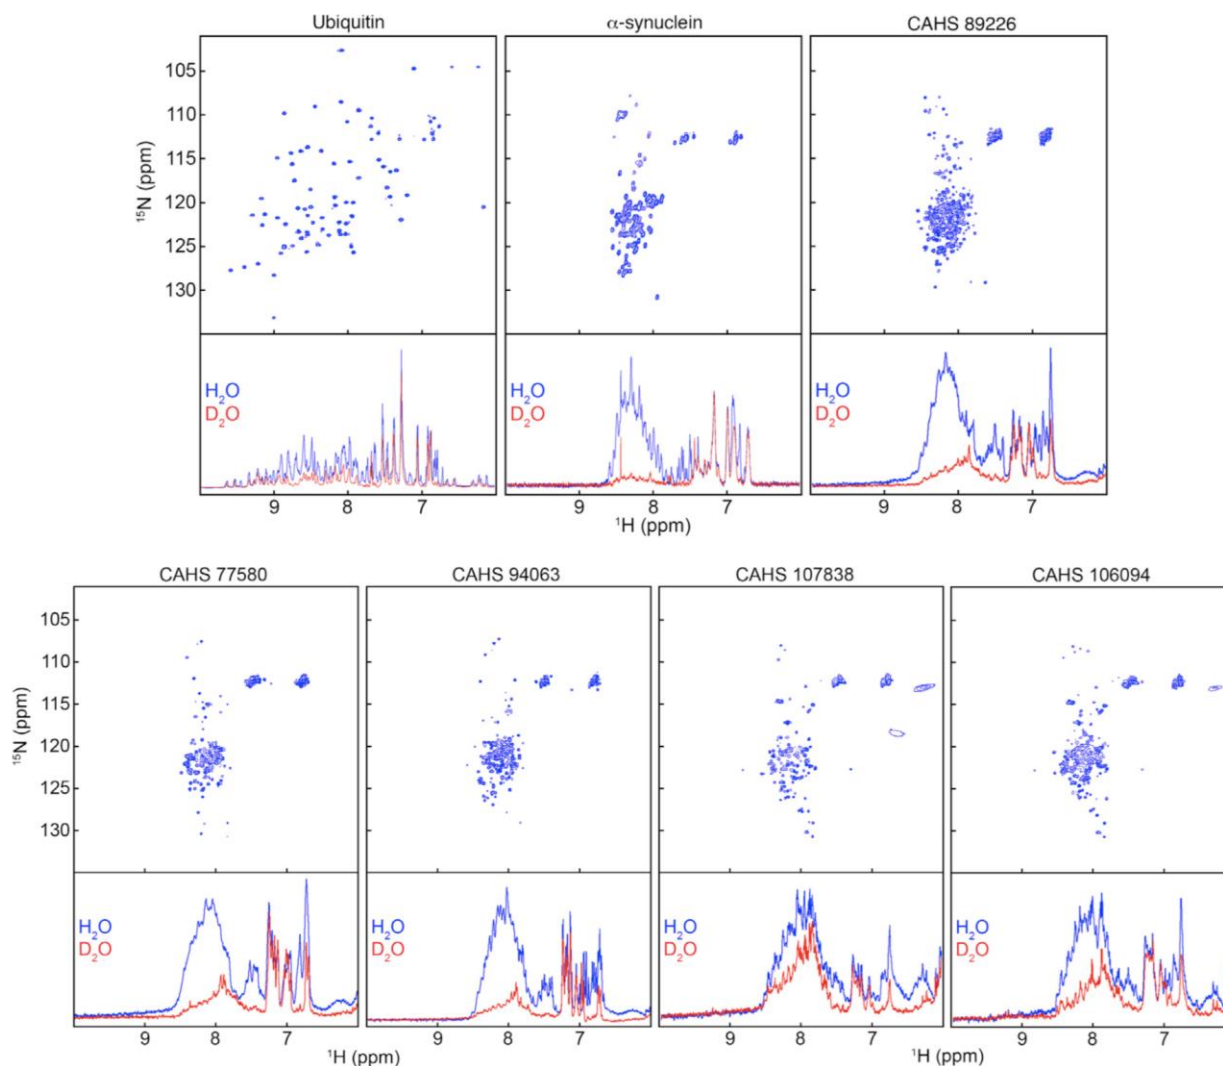 Ubiquitin
α-synuclein
CAHS 89226
105
110
115
120
125
130
¹⁵N (ppm)
H₂O
D₂O
H₂O
D₂O
H₂O
D₂O
9 8 7
9 8 7
9 8 7
¹H (ppm)
CAHS 77580
CAHS 94063
CAHS 107838
CAHS 106094
105
110
115
120
125
130
¹⁵N (ppm)
H₂O
D₂O
H₂O
D₂O
H₂O
D₂O
H₂O
D₂O
9 8 7
9 8 7
9 8 7
9 8 7
¹H (ppm)
¹H (ppm)